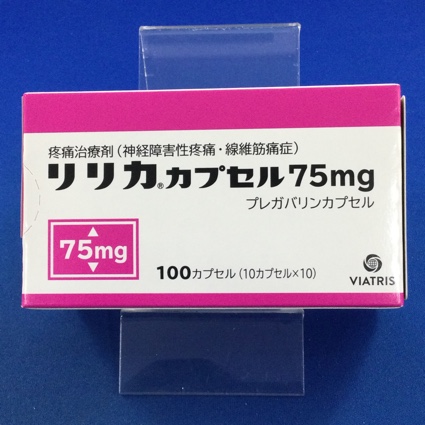 疼痛治療剤(神経障害性疼痛・線維筋痛症)
リリカ®カプセル75mg
プレガバリンカプセル
75mg
100カプセル(10カプセル×10)
VIATRIS